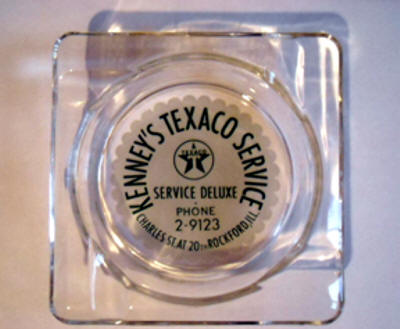 KENNEY'S TEXACO SERVICE
TEXACO
SERVICE DELUXE
PHONE
2-9123
CHARLES ST. AT 20TH ROCKFORD, ILL.